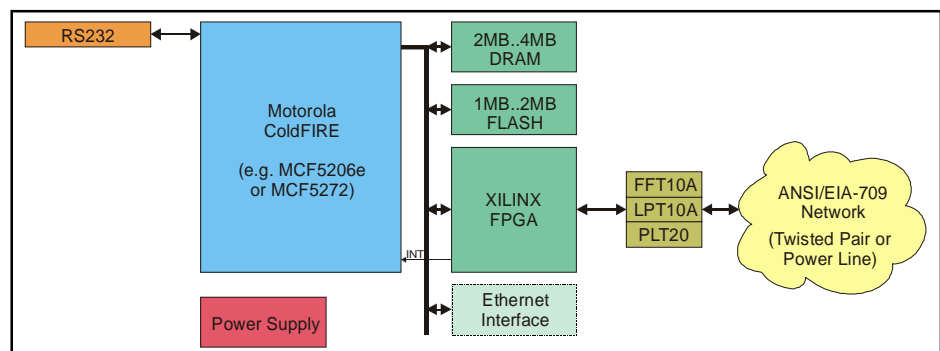 RS232
Motorola
ColdFIRE
(e.g. MCF5206e
or MCF5272)
2MB..4MB
DRAM
1MB..2MB
FLASH
XILINX
FPGA
INT
Ethernet
Interface
Power Supply
FFT10A
LPT10A
PLT20
ANSI/EIA-709
Network
(Twisted Pair or
Power Line)